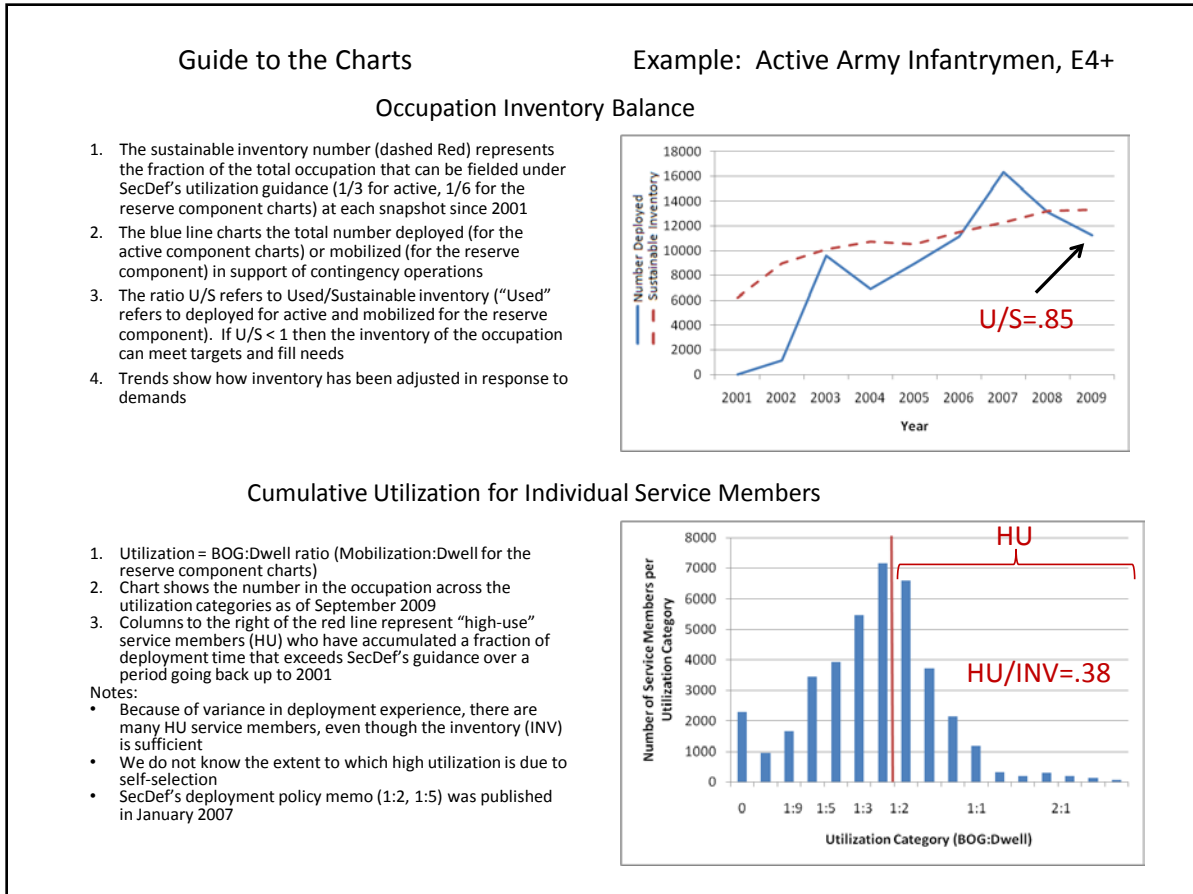 Guide to the Charts
Example: Active Army Infantrymen, E4+
Occupation Inventory Balance
1. The sustainable inventory number (dashed Red) represents
the fraction of the total occupation that can be fielded under
SecDef's utilization guidance (1/3 for active, 1/6 for the
reserve component charts) at each snapshot since 2001
2. The blue line charts the total number deployed (for the
active component charts) or mobilized (for the reserve
component) in support of contingency operations
3. The ratio U/S refers to Used/Sustainable inventory ("Used"
refers to deployed for active and mobilized for the reserve
component). If U/S < 1 then the inventory of the occupation
can meet targets and fill needs
4. Trends show how inventory has been adjusted in response to
demands
Number Deployed
Sustainable Inventory
18000
16000
14000
12000
10000
8000
6000
4000
2000
0
U/S=.85
2001 2002 2003 2004 2005 2006 2007 2008 2009
Year
Cumulative Utilization for Individual Service Members
1. Utilization = BOG:Dwell ratio (Mobilization:Dwell for the
reserve component charts)
2. Chart shows the number in the occupation across the
utilization categories as of September 2009
3. Columns to the right of the red line represent "high-use"
service members (HU) who have accumulated a fraction of
deployment time that exceeds SecDef's guidance over a
period going back up to 2001
Notes:
• Because of variance in deployment experience, there are
many HU service members, even though the inventory (INV)
is sufficient
• We do not know the extent to which high utilization is due to
self-selection
• SecDef's deployment policy memo (1:2, 1:5) was published
in January 2007
Number of Service Members per
Utilization Category
8000
7000
6000
5000
4000
3000
2000
1000
0
HU
HU/INV=.38
0 1:9 1:5 1:3 1:2 1:1 2:1
Utilization Category (BOG:Dwell)